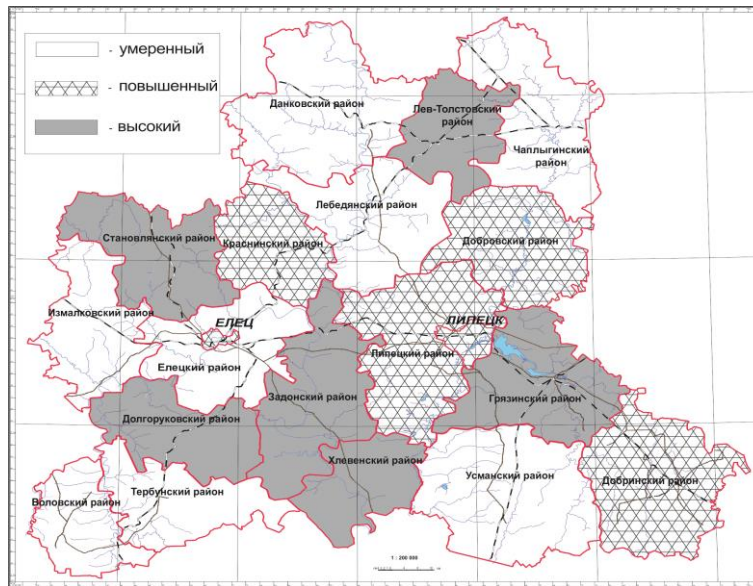 - умеренный
- повышенный
- высокий
Данковский район
Лев-Толстовский
район
Чаплыгинский
район
Лебедянский район
Становлянский район
Краснинский район
Добровский район
Измалковский район
ЕЛЕЦ
ЛИПЕЦК
Липецкий район
Елецкий район
Задонский район
Грязинский район
Долгоруковский район
Хлевенский район
Усманский район
Добринский район
Воловский район
Тербунский район
1 : 200 000